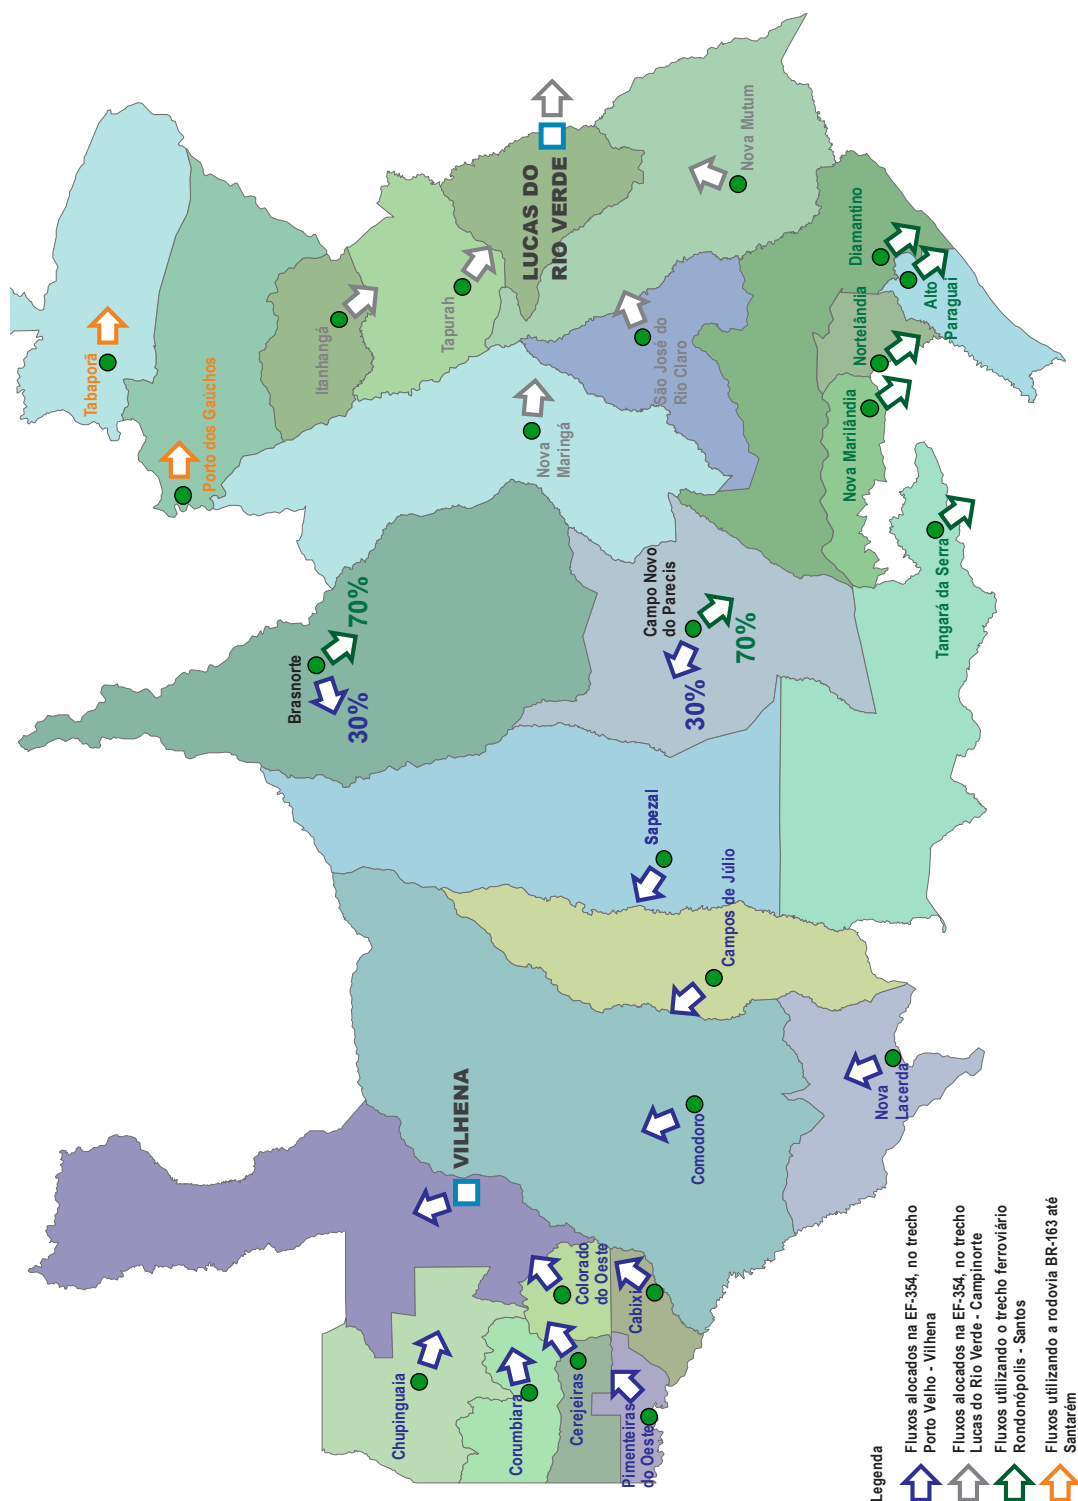 Tabaporã
Porto dos Gaúchos
Itanhangá
Tapurah
LUCAS DO
RIO VERDE
Nova Mutum
Nova
Maringá
São José do
Rio Claro
Diamantino
Alto
Paraguai
Nortelândia
Nova Marilândia
Tangará da Serra
Brasnorte
30%
70%
Campo Novo
do Parecis
30%
70%
Sapezal
Campos de Júlio
VILHENA
Comodoro
Nova
Lacerda
Chupinguaia
Corumbiara
Cerejeiras
Colorado
do Oeste
Cabixi
Pimenteiras
do Oeste
Legenda
Fluxos alocados na EF-354, no trecho
Porto Velho - Vilhena
Fluxos alocados na EF-354, no trecho
Lucas do Rio Verde - Campinorte
Fluxos utilizando o trecho ferroviário
Rondonópolis - Santos
Fluxos utilizando a rodovia BR-163 até
Santarém